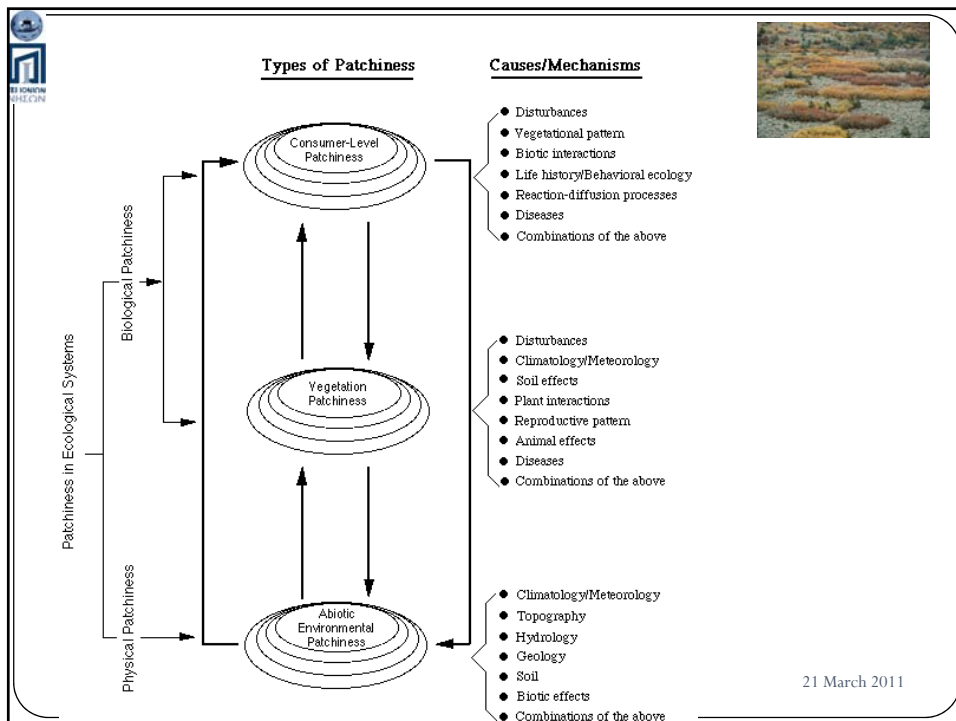 Types of Patchiness
Causes/Mechanisms
Consumer-Level
Patchiness
● Disturbances
● Vegetational pattern
● Biotic interactions
● Life history/Behavioral ecology
● Reaction-diffusion processes
● Diseases
● Combinations of the above
Biological Patchiness
Patchiness in Ecological Systems
Vegetation
Patchiness
● Disturbances
● Climatology/Meteorology
● Soil effects
● Plant interactions
● Reproductive pattern
● Animal effects
● Diseases
● Combinations of the above
Physical Patchiness
Abiotic
Environmental
Patchiness
● Climatology/Meteorology
● Topography
● Hydrology
● Geology
● Soil
● Biotic effects
● Combinations of the above
21 March 2011